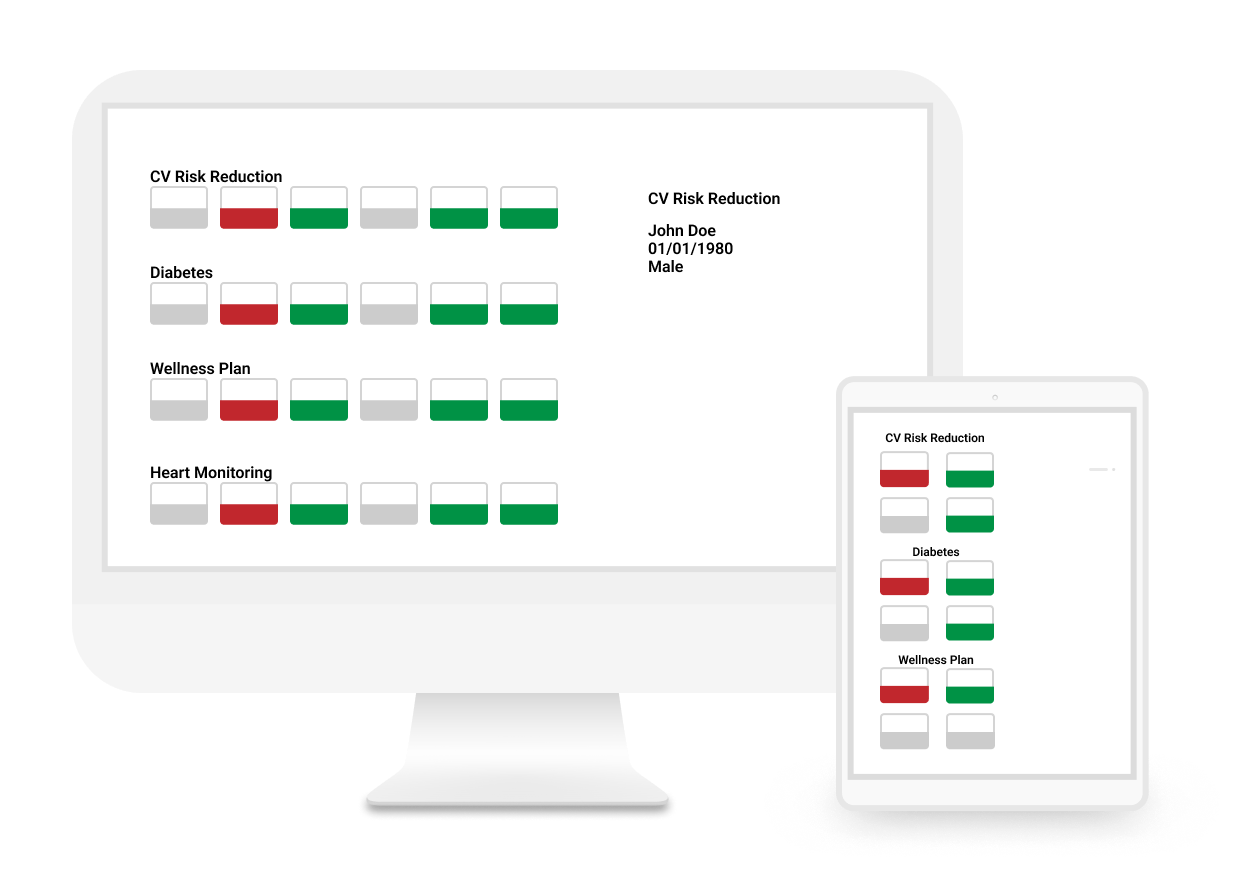 CV Risk Reduction
Diabetes
Wellness Plan
Heart Monitoring
CV Risk Reduction
John Doe
01/01/1980
Male
CV Risk Reduction
Diabetes
Wellness Plan